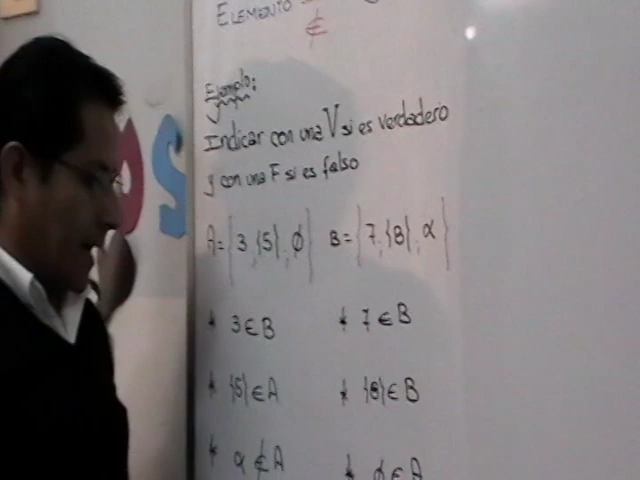 ELEMENTO
∉
Ejemplo:
Indicar con una V si es verdadero
y con una F si es falso
A={3,{5},ϕ} B={7,{8},α}
* 3∈B * 7∈B
* {5}∈A * {8}∈B
* α∉A * ϕ∈A